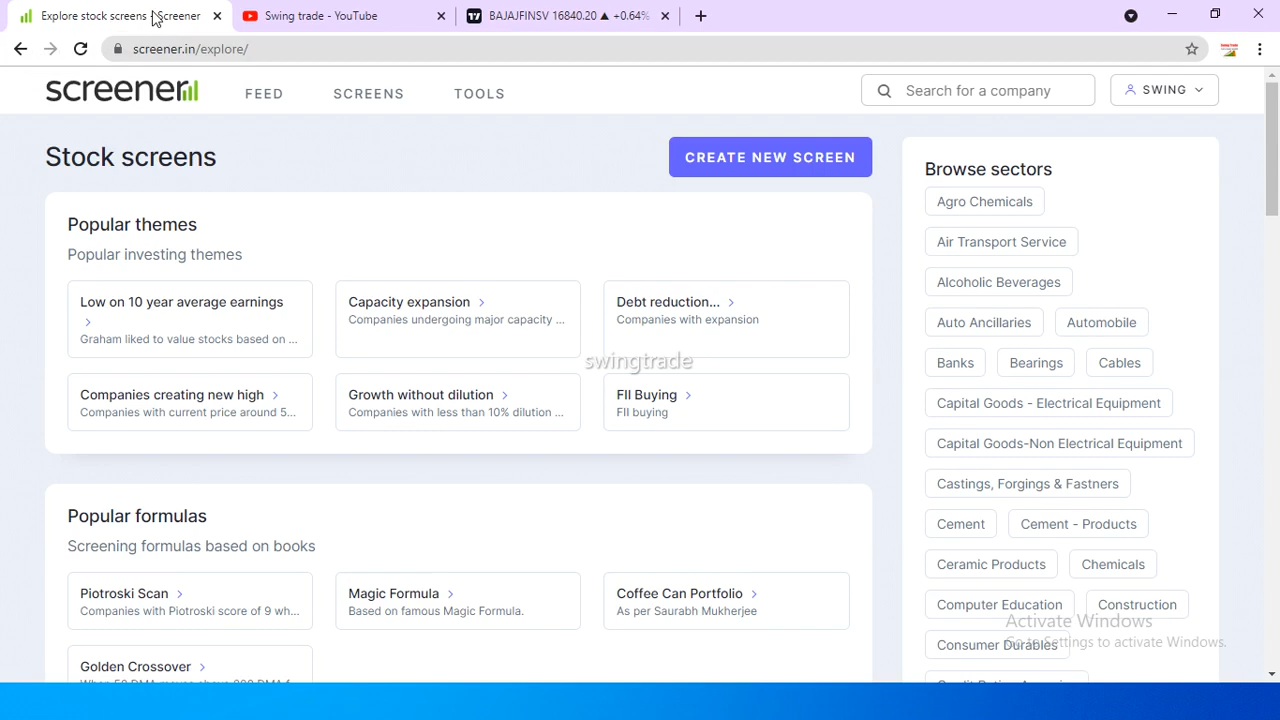 Explore stock screens - Screener
Swing trade - YouTube
BAJAJFINSV 16840.20 ▲ +0.64%
screener.in/explore/
screener
FEED
SCREENS
TOOLS
Search for a company
SWING
Stock screens
CREATE NEW SCREEN
Popular themes
Popular investing themes
Low on 10 year average earnings
Graham liked to value stocks based on ...
Capacity expansion
Companies undergoing major capacity ...
Debt reduction...
Companies with expansion
swingtrade
Companies creating new high
Companies with current price around 5...
Growth without dilution
Companies with less than 10% dilution ...
FII Buying
FII buying
Popular formulas
Screening formulas based on books
Piotroski Scan
Companies with Piotroski score of 9 wh...
Magic Formula
Based on famous Magic Formula.
Coffee Can Portfolio
As per Saurabh Mukherjee
Golden Crossover
Browse sectors
Agro Chemicals
Air Transport Service
Alcoholic Beverages
Auto Ancillaries
Automobile
Banks
Bearings
Cables
Capital Goods - Electrical Equipment
Capital Goods-Non Electrical Equipment
Castings, Forgings & Fastners
Cement
Cement - Products
Ceramic Products
Chemicals
Computer Education
Construction
Consumer Durables
Activate Windows
Go to Settings to activate Windows.